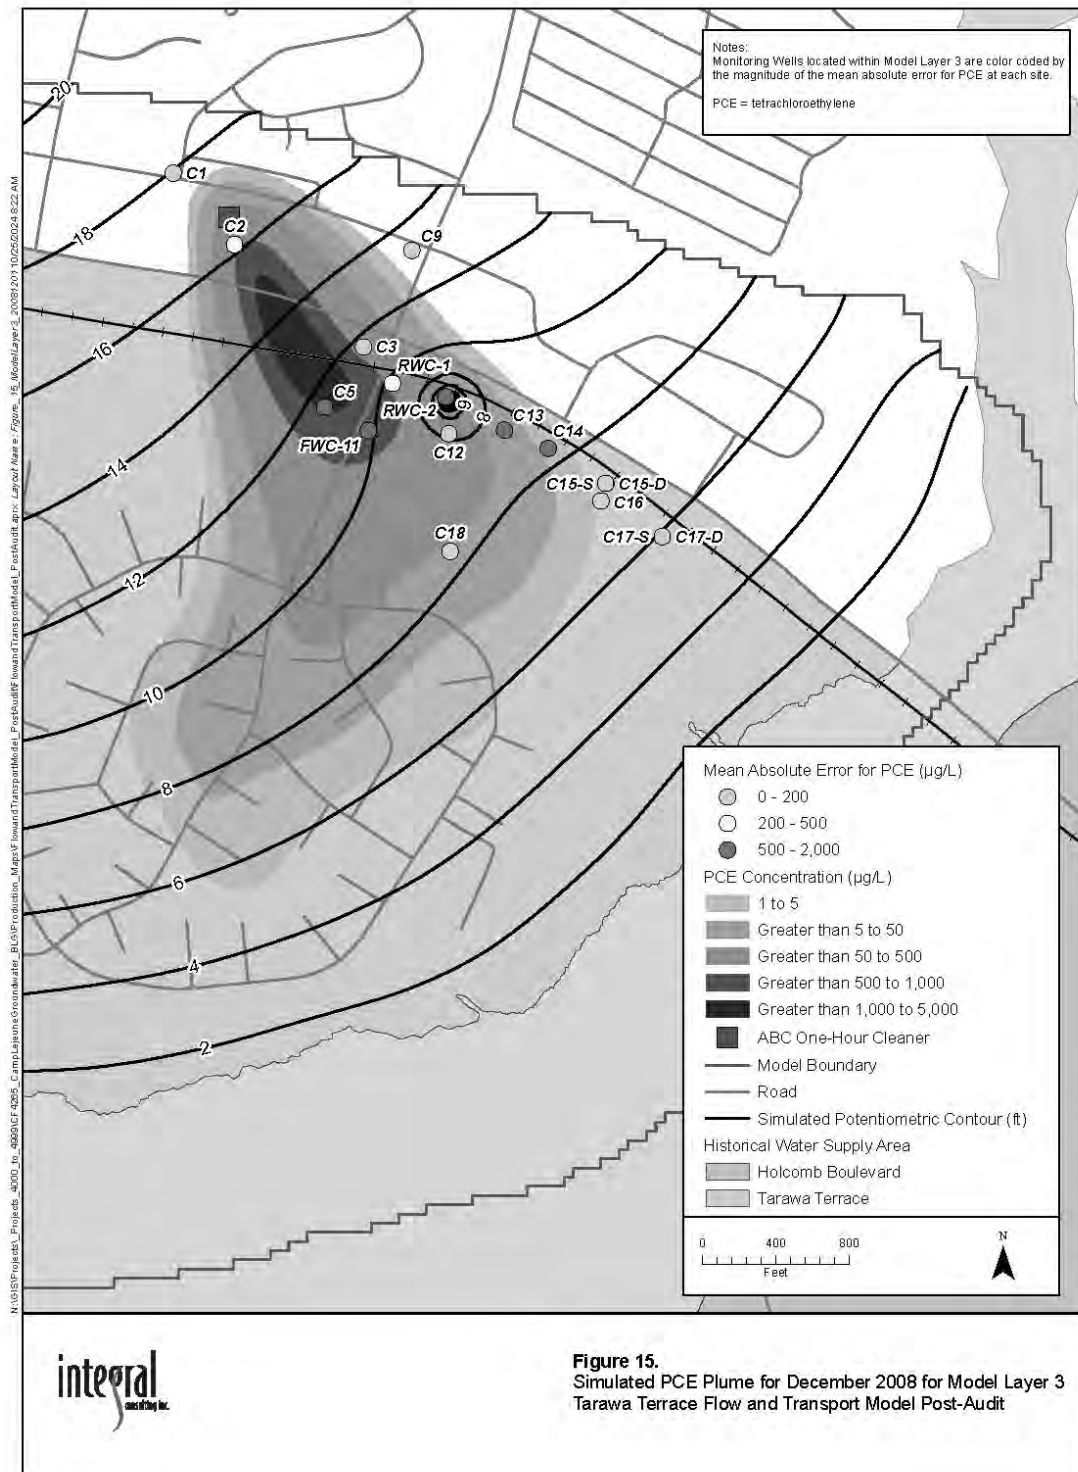 Notes:
Monitoring Wells located within Model Layer 3 are color coded by
the magnitude of the mean absolute error for PCE at each site.
PCE = tetrachloroethylene
20
C1
18
C2
C9
16
C3
RWC-1
C5
6
8
RWC-2
C13
FWC-11
C12
C14
14
C15-S
C15-D
C16
C18
C17-S
C17-D
12
10
8
6
4
2
Mean Absolute Error for PCE (µg/L)
0 - 200
200 - 500
500 - 2,000
PCE Concentration (µg/L)
1 to 5
Greater than 5 to 50
Greater than 50 to 500
Greater than 500 to 1,000
Greater than 1,000 to 5,000
ABC One-Hour Cleaner
Model Boundary
Road
Simulated Potentiometric Contour (ft)
Historical Water Supply Area
Holcomb Boulevard
Tarawa Terrace
0 400 800
Feet
N
integral
consulting inc.
Figure 15.
Simulated PCE Plume for December 2008 for Model Layer 3
Tarawa Terrace Flow and Transport Model Post-Audit